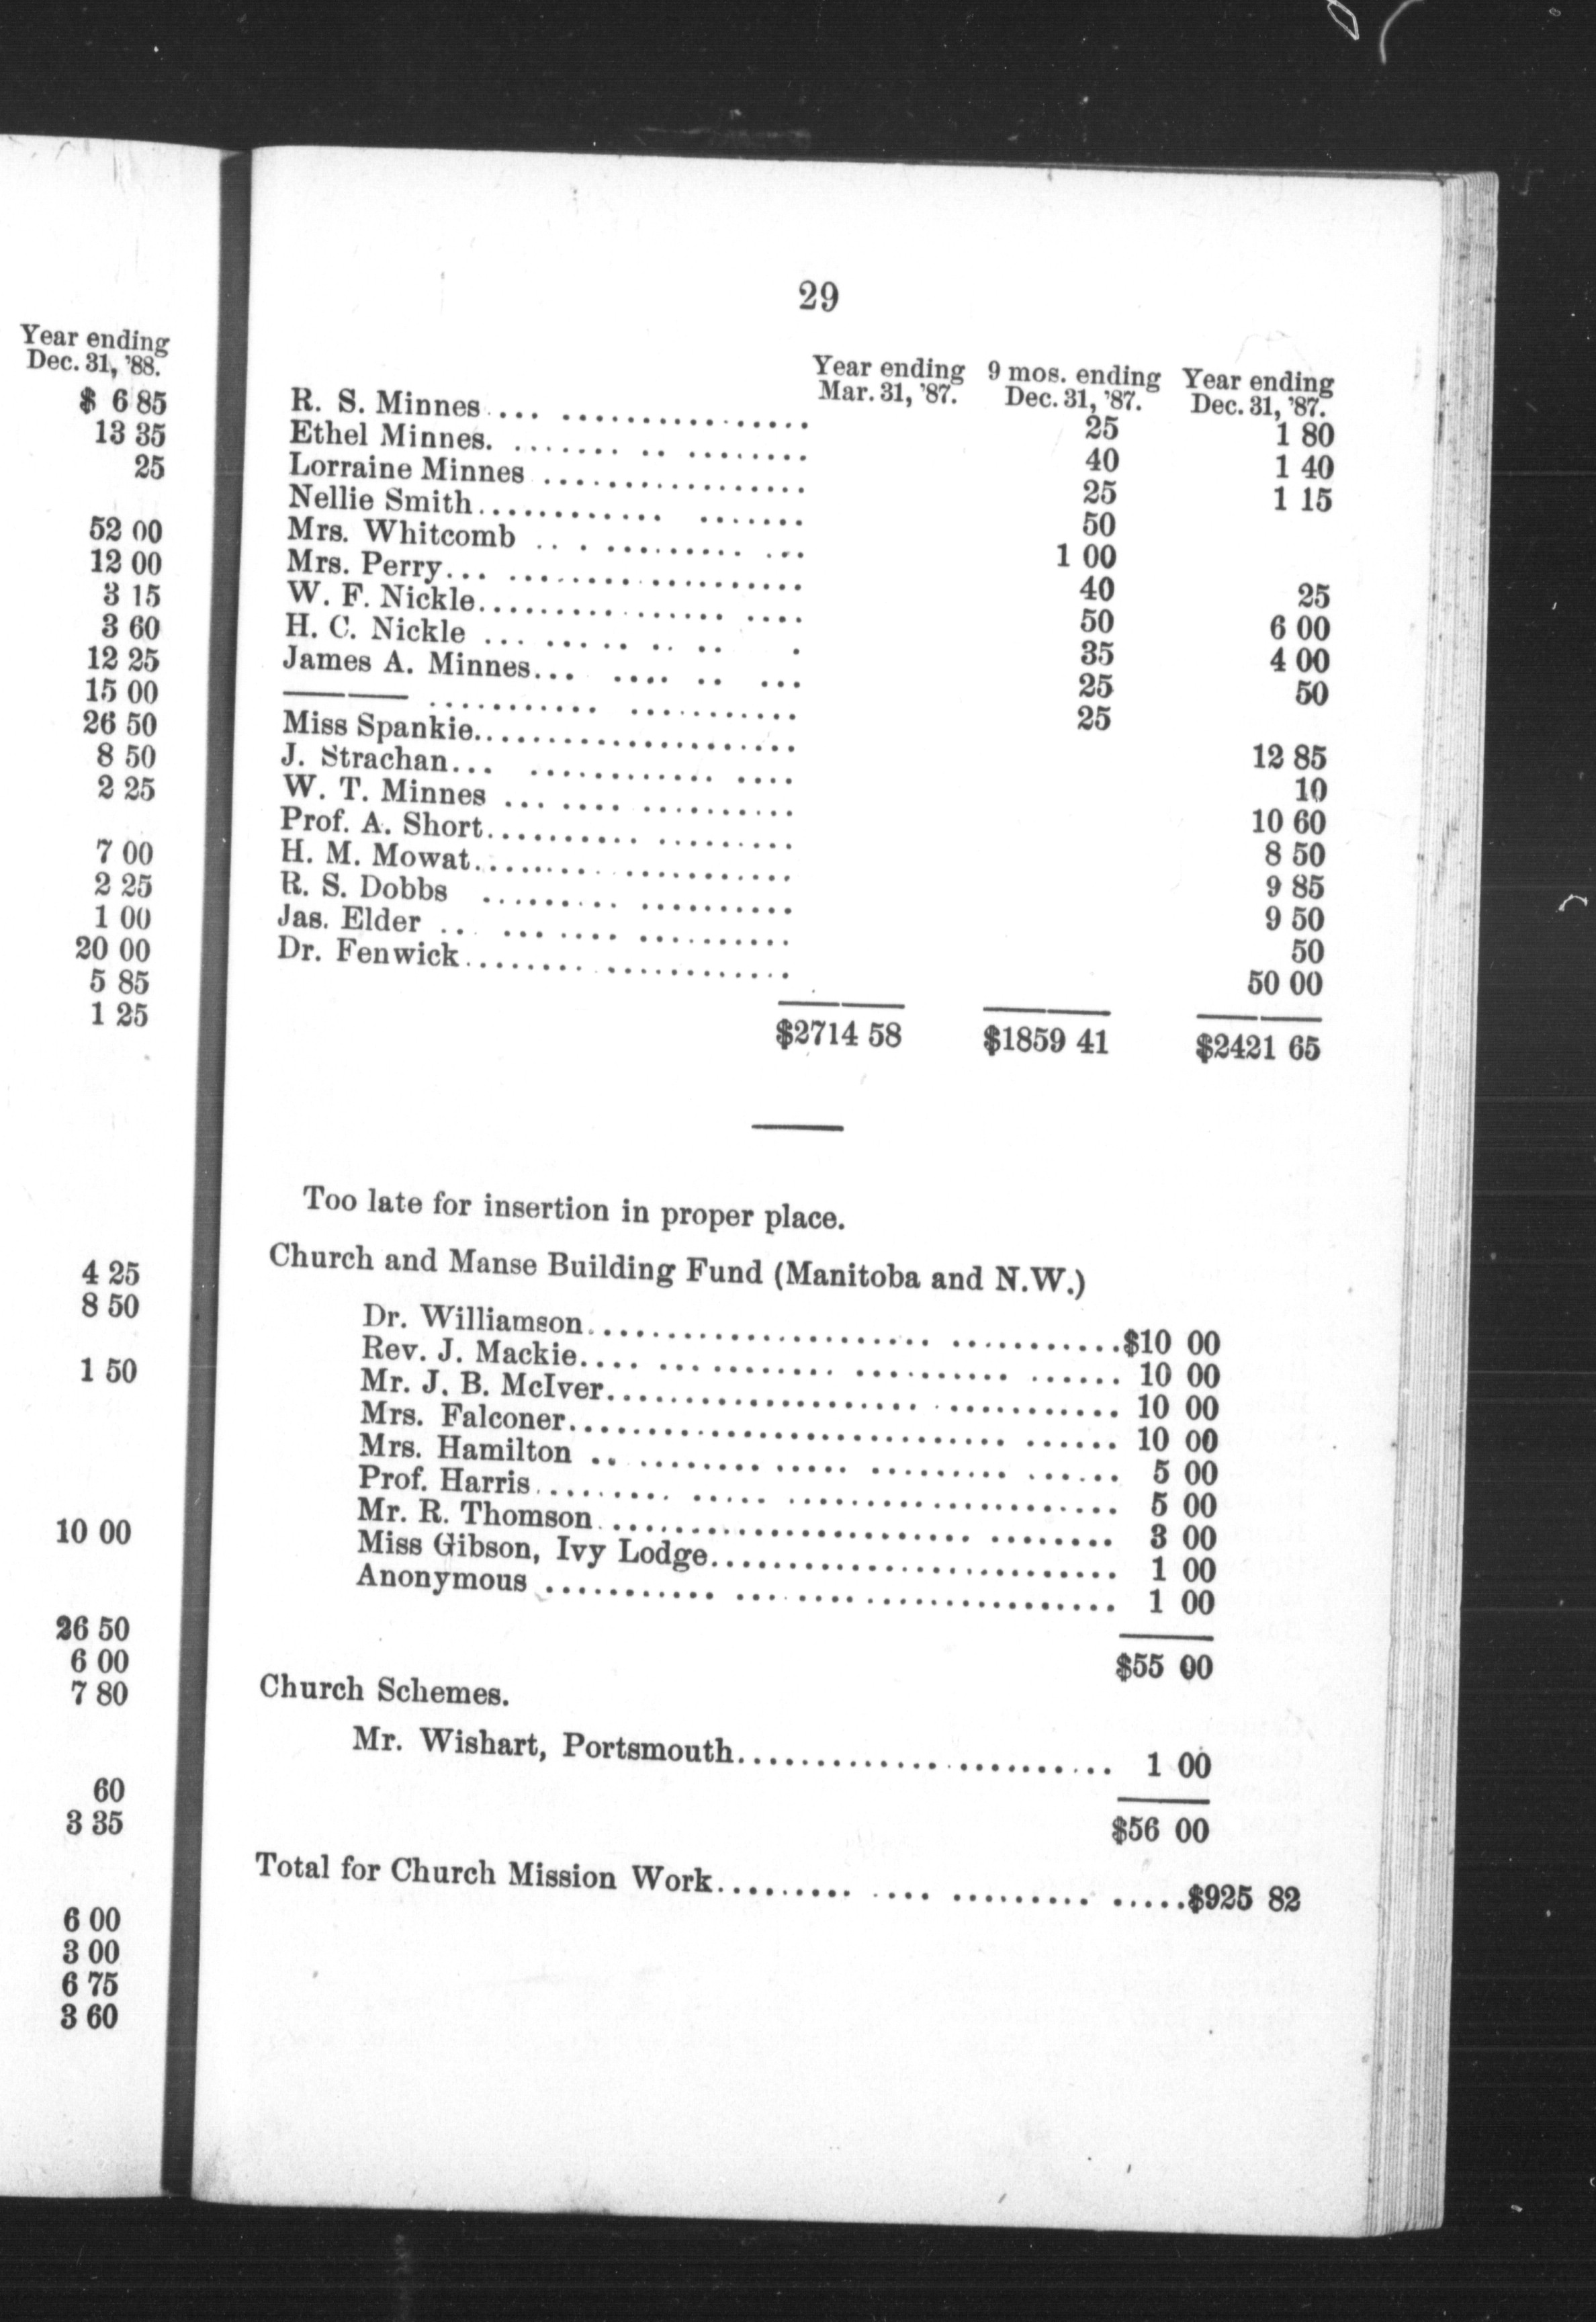 Year ending
Dec. 31, '88.
$ 6 85
13 35
25
52 00
12 00
3 15
3 60
12 25
15 00
26 50
8 50
2 25
7 00
2 25
1 00
20 00
5 85
1 25
4 25
8 50
1 50
10 00
26 50
6 00
7 80
60
3 35
6 00
3 00
6 75
3 60
29
Year ending 9 mos. ending Year ending
Mar. 31, '87. Dec. 31, '87. Dec. 31, '87.
R. S. Minnes .................... 25 1 80
Ethel Minnes. .................... 40 1 40
Lorraine Minnes .................... 25 1 15
Nellie Smith .................... 50
Mrs. Whitcomb .................... 1 00
Mrs. Perry .................... 40 25
W. F. Nickle .................... 50 6 00
H. C. Nickle .................... 35 4 00
James A. Minnes .................... 25 50
—— —— .................... 25
Miss Spankie .................... 12 85
J. Strachan .................... 10
W. T. Minnes .................... 10 60
Prof. A. Short .................... 8 50
H. M. Mowat .................... 9 85
R. S. Dobbs .................... 9 50
Jas. Elder .................... 50
Dr. Fenwick .................... 50 00
$2714 58 $1859 41 $2421 65
Too late for insertion in proper place.
Church and Manse Building Fund (Manitoba and N.W.)
Dr. Williamson .................... $10 00
Rev. J. Mackie .................... 10 00
Mr. J. B. McIver .................... 10 00
Mrs. Falconer .................... 10 00
Mrs. Hamilton .................... 5 00
Prof. Harris .................... 5 00
Mr. R. Thomson .................... 3 00
Miss Gibson, Ivy Lodge .................... 1 00
Anonymous .................... 1 00
$55 00
Church Schemes.
Mr. Wishart, Portsmouth .................... 1 00
$56 00
Total for Church Mission Work .................... $925 82